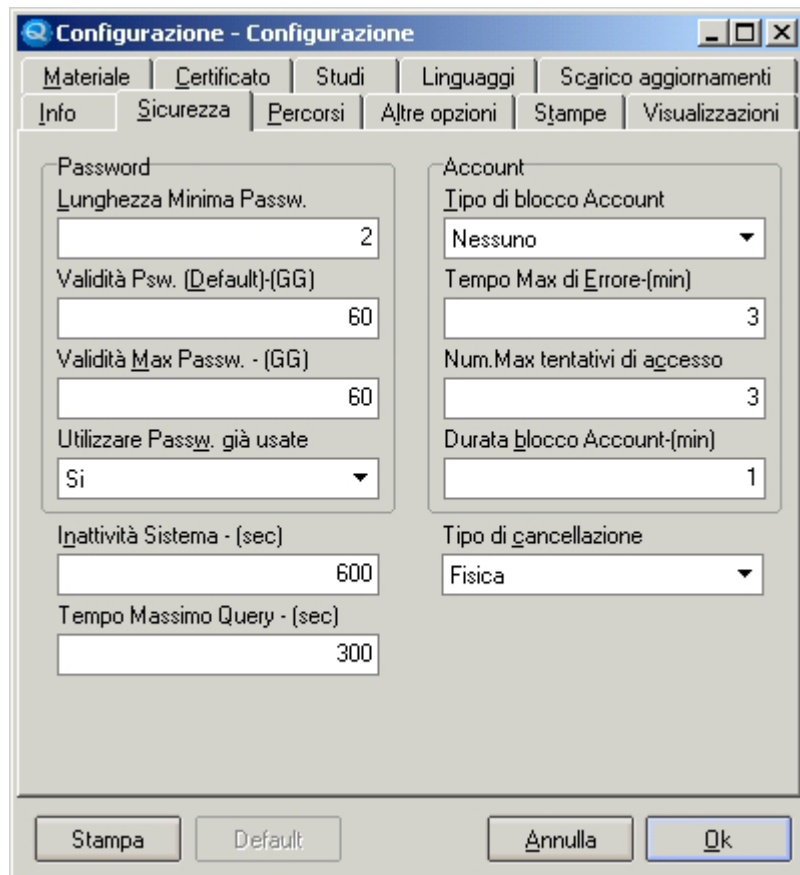 Configurazione - Configurazione
Materiale Certificato Studi Linguaggi Scarico aggiornamenti
Info Sicurezza Percorsi Altre opzioni Stampe Visualizzazioni
Password
Lunghezza Minima Passw.
2
Validità Psw. (Default)-(GG)
60
Validità Max Passw. - (GG)
60
Utilizzare Passw. già usate
Si
Account
Tipo di blocco Account
Nessuno
Tempo Max di Errore-(min)
3
Num.Max tentativi di accesso
3
Durata blocco Account-(min)
1
Inattività Sistema - (sec)
600
Tempo Massimo Query - (sec)
300
Tipo di cancellazione
Fisica
Stampa Default Annulla Ok